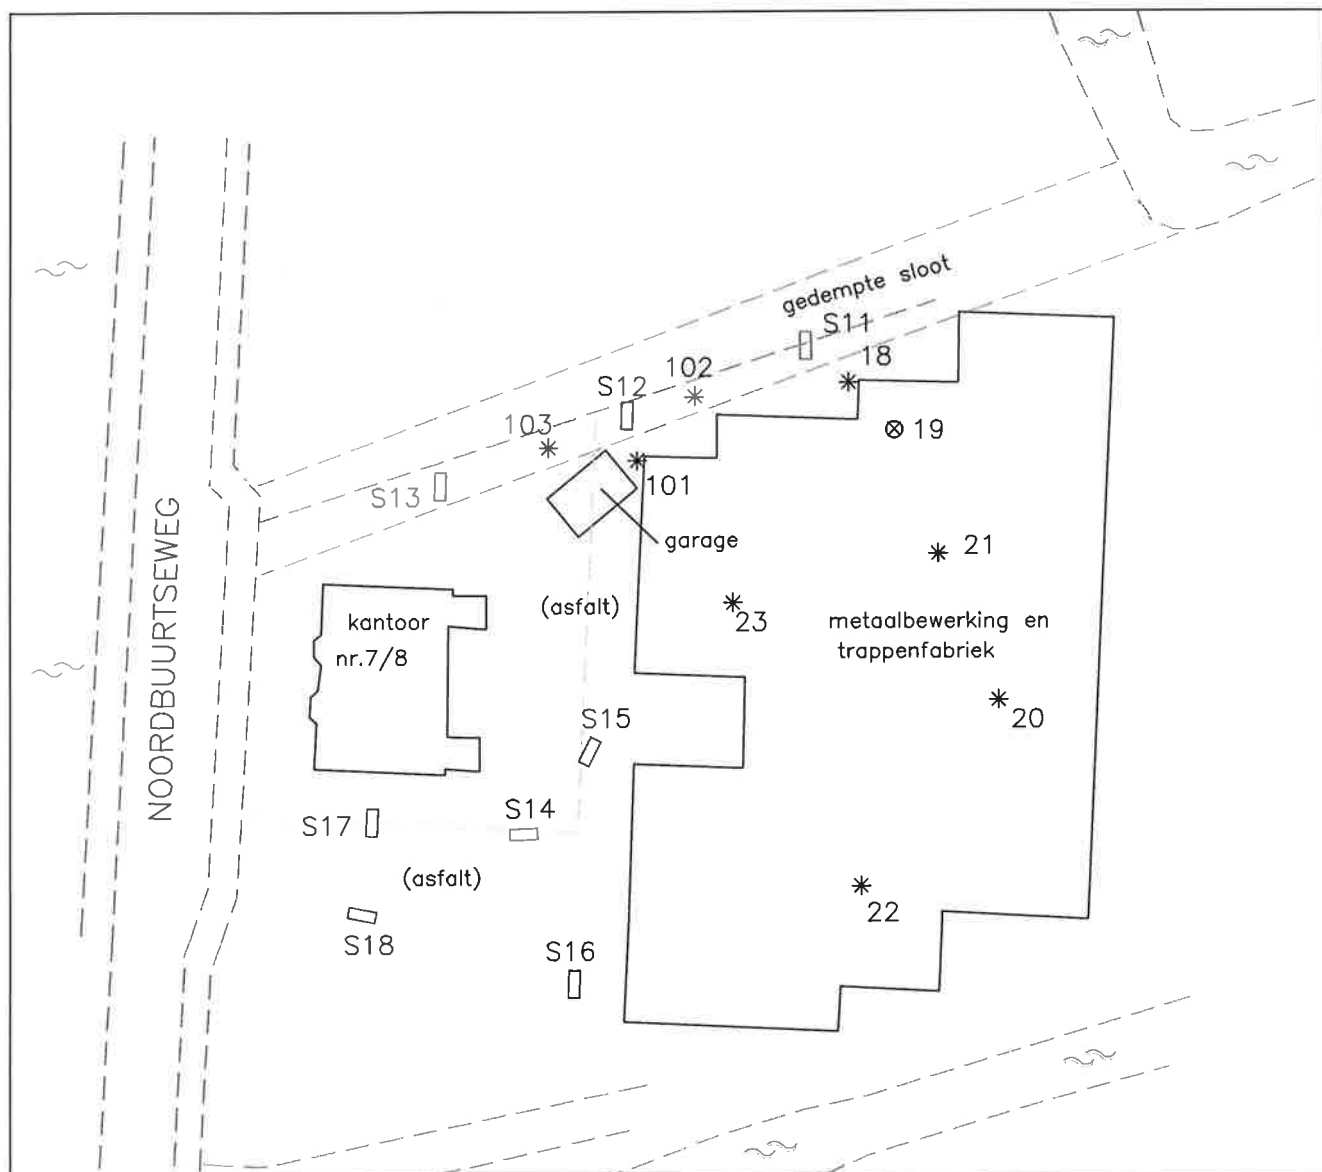 gedempte sloot
S11
18
102
S12
103
19
S13
101
garage
21
NOORDBUURTSEWEG
(asfalt)
kantoor
nr.7/8
23
metaalbewerking en
trappenfabriek
20
S15
S17
S14
(asfalt)
22
S18
S16